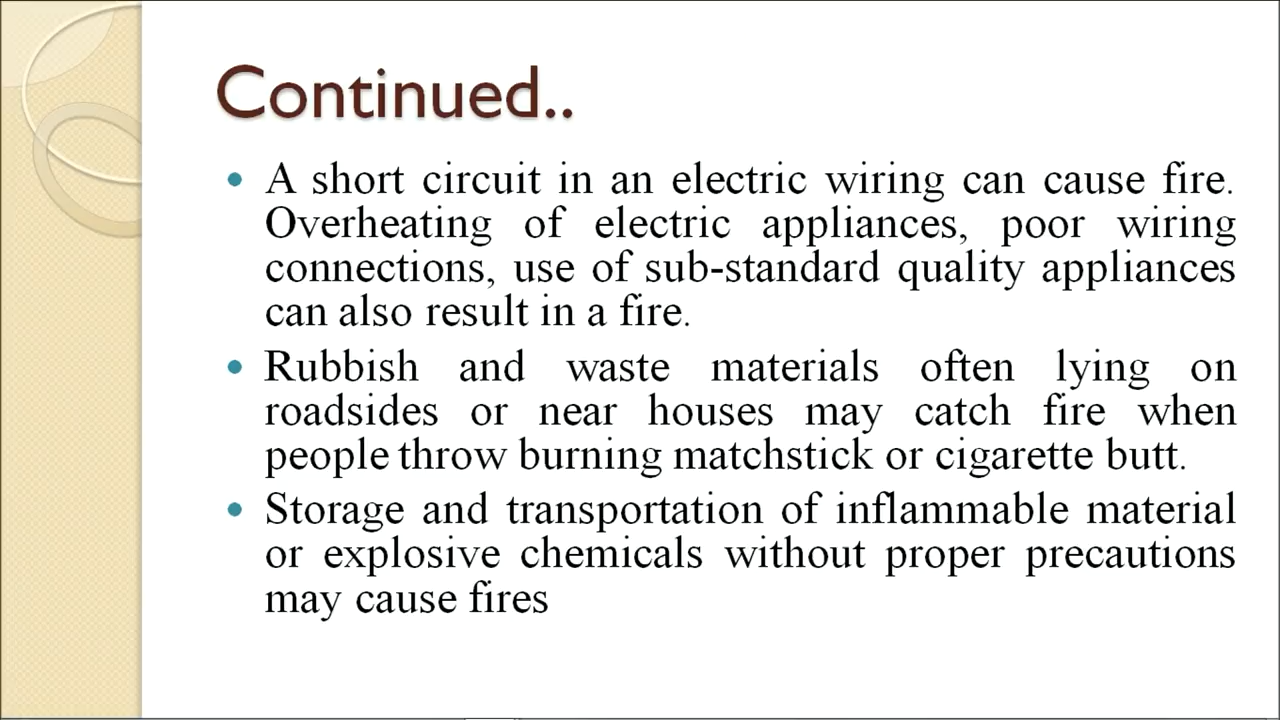 Continued..
• A short circuit in an electric wiring can cause fire.
Overheating of electric appliances, poor wiring
connections, use of sub-standard quality appliances
can also result in a fire.
• Rubbish and waste materials often lying on
roadsides or near houses may catch fire when
people throw burning matchstick or cigarette butt.
• Storage and transportation of inflammable material
or explosive chemicals without proper precautions
may cause fires